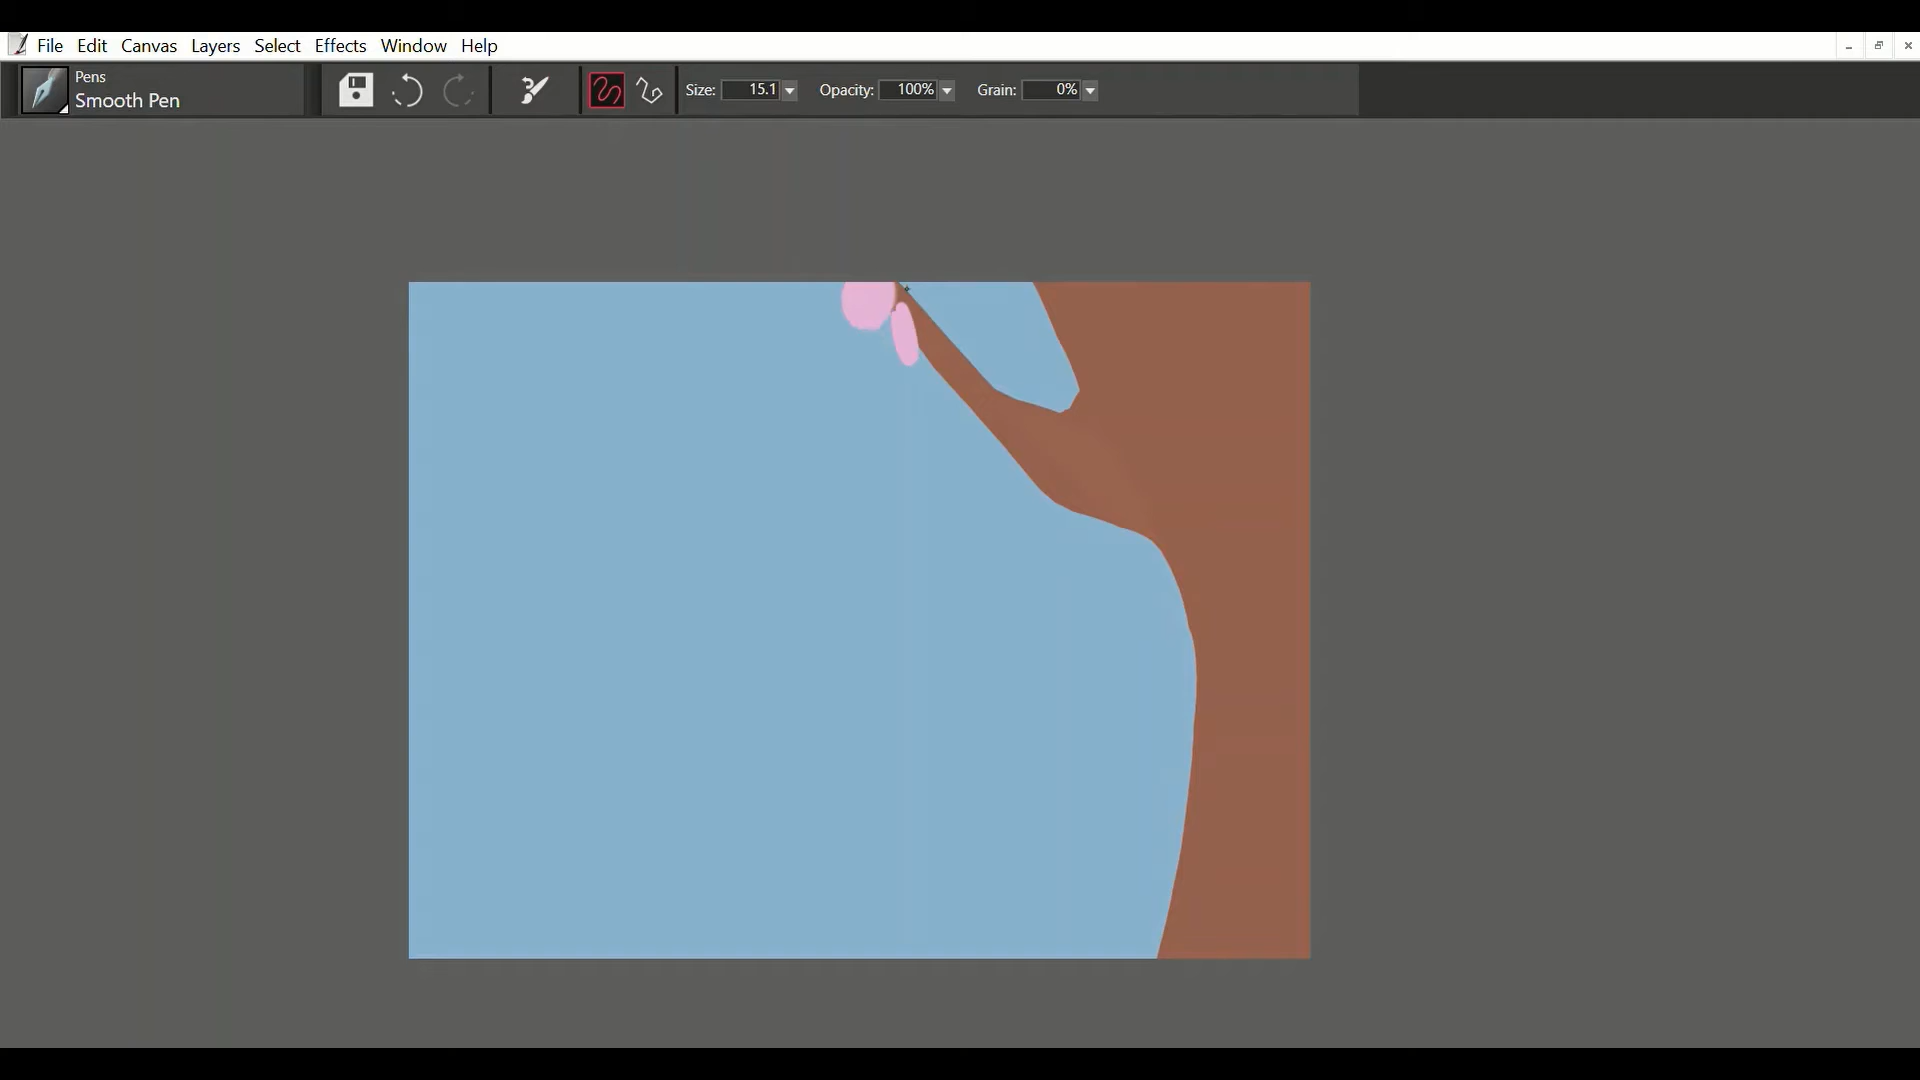 File Edit Canvas Layers Select Effects Window Help
Pens
Smooth Pen
Size: 15.1 Opacity: 100% Grain: 0%